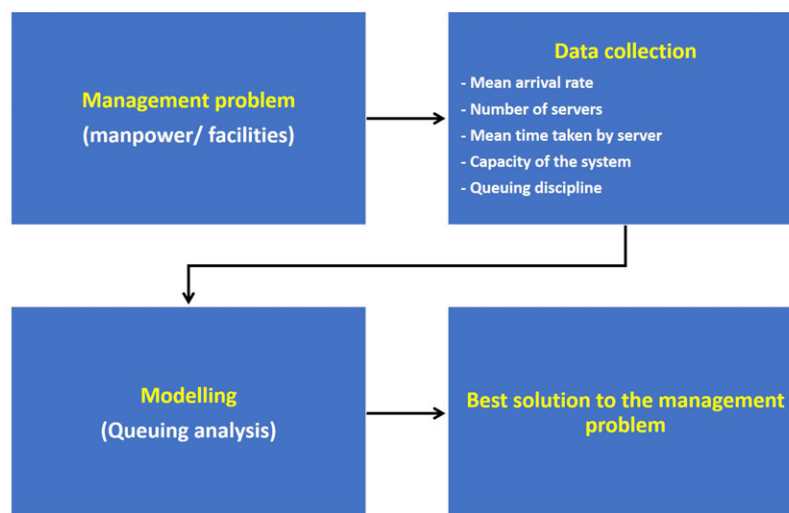 Management problem
(manpower/ facilities)
Data collection
- Mean arrival rate
- Number of servers
- Mean time taken by server
- Capacity of the system
- Queuing discipline
Modelling
(Queuing analysis)
Best solution to the management
problem